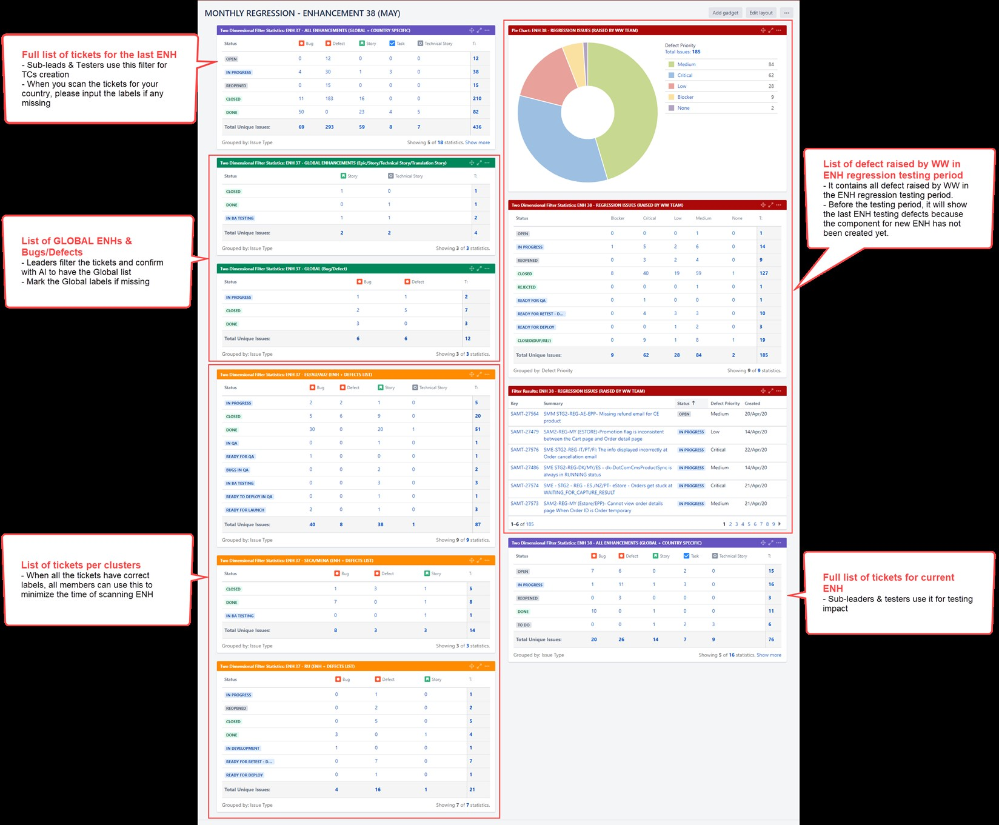 MONTHLY REGRESSION - ENHANCEMENT 38 (MAY)
Add gadget Edit layout ...
Full list of tickets for the last ENH
- Sub-leads & Testers use this filter for
TCs creation
- When you scan the tickets for your
country, please input the labels if any
missing
List of GLOBAL ENHs &
Bugs/Defects
- Leaders filter the tickets and confirm
with AI to have the Global list
- Mark the Global labels if missing
List of tickets per clusters
- When all the tickets have correct
labels, all members can use this to
minimize the time of scanning ENH
Two Dimensional Filter Statistics: ENH 37 - ALL ENHANCEMENTS (GLOBAL + COUNTRY SPECIFIC)
Status Bug Defect Story Task Technical Story T:
OPEN 0 12 0 0 0 12
IN PROGRESS 4 30 1 3 0 38
REOPENED 0 15 0 0 0 15
CLOSED 11 183 16 0 0 210
DONE 50 0 23 4 5 82
Total Unique Issues: 69 293 59 8 7 436
Grouped by: Issue Type Showing 5 of 18 statistics. Show more
Two Dimensional Filter Statistics: ENH 37 - GLOBAL ENHANCEMENTS (Epic/Story/Technical Story/Translation Story)
Status Story Technical Story T:
CLOSED 1 0 1
DONE 0 1 1
IN BA TESTING 1 1 2
Total Unique Issues: 2 2 4
Grouped by: Issue Type Showing 3 of 3 statistics.
Two Dimensional Filter Statistics: ENH 37 - GLOBAL (Bug/Defect)
Status Bug Defect T:
IN PROGRESS 1 1 2
CLOSED 2 5 7
DONE 3 0 3
Total Unique Issues: 6 6 12
Grouped by: Issue Type Showing 3 of 3 statistics.
Two Dimensional Filter Statistics: ENH 37 - EU/AU/AU2 (ENH + DEFECTS LIST)
Status Bug Defect Story Technical Story T:
IN PROGRESS 2 2 1 0 5
CLOSED 5 6 9 0 20
DONE 30 0 20 1 51
IN QA 0 0 1 0 1
READY FOR QA 1 0 0 0 1
BUGS IN QA 0 0 2 0 2
IN BA TESTING 0 0 3 0 3
READY TO DEPLOY IN QA 0 0 1 0 1
READY FOR LAUNCH 2 0 1 0 3
Total Unique Issues: 40 8 38 1 87
Grouped by: Issue Type Showing 9 of 9 statistics.
Two Dimensional Filter Statistics: ENH 37 - SECA/MENA (ENH + DEFECTS LIST)
Status Bug Defect Story T:
CLOSED 1 3 1 5
DONE 7 0 1 8
IN BA TESTING 0 0 1 1
Total Unique Issues: 8 3 3 14
Grouped by: Issue Type Showing 3 of 3 statistics.
Two Dimensional Filter Statistics: ENH 37 - RU (ENH + DEFECTS LIST)
Status Bug Defect Story T:
IN PROGRESS 0 1 0 1
REOPENED 0 2 0 2
CLOSED 0 5 0 5
DONE 3 0 1 4
IN DEVELOPMENT 1 0 0 1
READY FOR RETEST - D... 0 7 0 7
READY FOR DEPLOY 0 1 0 1
Total Unique Issues: 4 16 1 21
Grouped by: Issue Type Showing 7 of 7 statistics.
Pie Chart: ENH 38 - REGRESSION ISSUES (RAISED BY WW TEAM)
Defect Priority
Total Issues: 185
Medium 84
Critical 62
Low 28
Blocker 9
None 2
Two Dimensional Filter Statistics: ENH 38 - REGRESSION ISSUES (RAISED BY WW TEAM)
Status Blocker Critical Low Medium None T:
OPEN 0 0 0 1 0 1
IN PROGRESS 1 5 2 6 0 14
REOPENED 0 3 2 4 0 9
CLOSED 8 40 19 59 1 127
REJECTED 0 0 0 1 0 1
READY FOR QA 0 1 0 0 0 1
READY FOR RETEST - D... 0 4 3 3 0 10
READY FOR DEPLOY 0 0 1 2 0 3
CLOSED(DUP/REJ) 0 9 1 8 1 19
Total Unique Issues: 9 62 28 84 2 185
Grouped by: Defect Priority Showing 9 of 9 statistics.
Filter Results: ENH 38 - REGRESSION ISSUES (RAISED BY WW TEAM)
Key Summary Status ↑ Defect Priority Created
SAMT-27564 SMM STG2-REG-AE-EPP- Missing refund email for CE OPEN Medium 20/Apr/20
product
SAMT-27479 SAM2-REG-MY (ESTORE)-Promotion flag is inconsistent IN PROGRESS Low 14/Apr/20
between the Cart page and Order detail page
SAMT-27576 SME-STG2-REG-IT/PT/FI: The info displayed incorrectly at IN PROGRESS Critical 22/Apr/20
Order cancellation email
SAMT-27486 SME STG2-REG-DK/MY/ES - dk-DotComCmsProductSync is IN PROGRESS Medium 14/Apr/20
always in RUNNING status
SAMT-27574 SME - STG2 - REG - ES /NZ/PT- eStore - Orders get stuck at IN PROGRESS Critical 21/Apr/20
WAITING_FOR_CAPTURE_RESULT
SAMT-27573 SAM2-REG-MY (Estore/EPP)- Cannot view order details IN PROGRESS Medium 21/Apr/20
page When Order ID is Order temporary
1–6 of 185 1 2 3 4 5 6 7 8 9
Two Dimensional Filter Statistics: ENH 38 - ALL ENHANCEMENTS (GLOBAL + COUNTRY SPECIFIC)
Status Bug Defect Story Task Technical Story T:
OPEN 7 6 0 2 0 15
IN PROGRESS 1 11 1 3 0 16
REOPENED 0 3 0 0 0 3
DONE 10 0 1 0 0 11
TO DO 0 0 1 2 3 6
Total Unique Issues: 20 26 14 7 9 76
Grouped by: Issue Type Showing 5 of 16 statistics. Show more
List of defect raised by WW in
ENH regression testing period
- It contains all defect raised by WW in
the ENH regression testing period.
- Before the testing period, it will show
the last ENH testing defects because
the component for new ENH has not
been created yet.
Full list of tickets for current
ENH
- Sub-leaders & testers use it for testing
impact